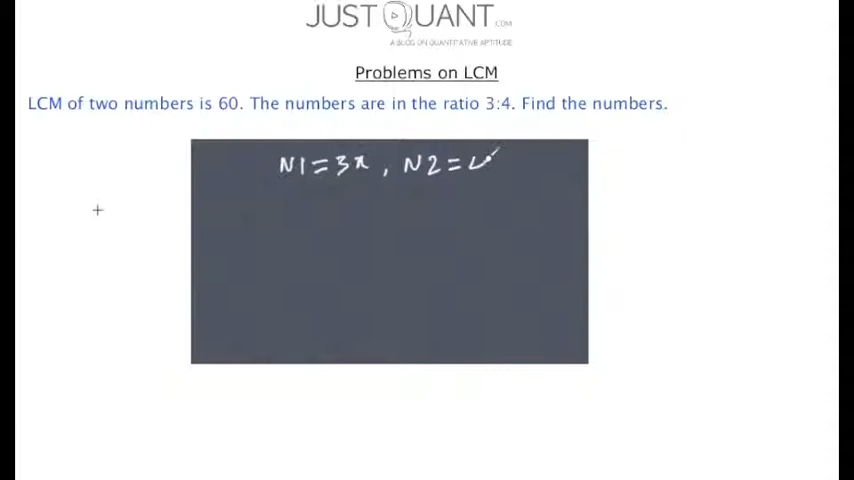 JUSTQUANT.COM
A BLOG ON QUANTITATIVE APTITUDE
Problems on LCM
LCM of two numbers is 60. The numbers are in the ratio 3:4. Find the numbers.
N1=3x, N2=